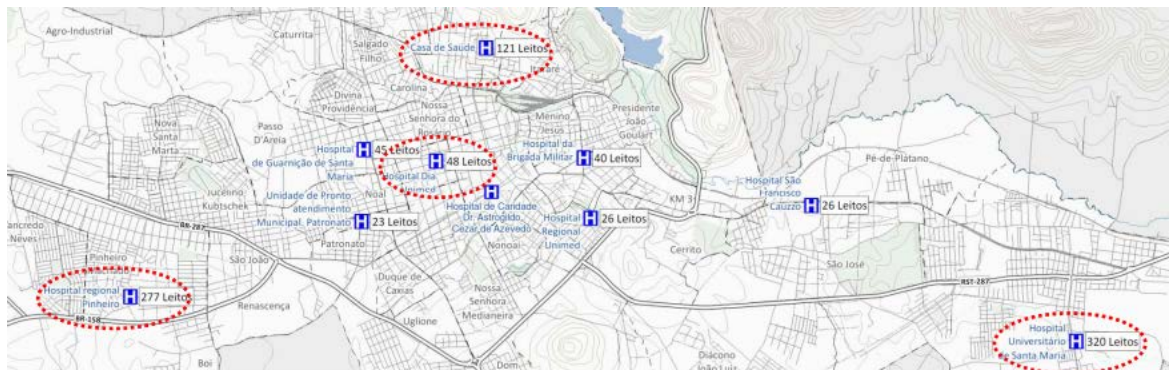 Agro-Industrial
Caturrita
Salgado
Filho
Casa de Saúde
H
121 Leitos
Itararé
Carolina
Divina
Providencial
Nossa
Senhora do
Rosário
Menino
Jesus
Presidente
João
Goulart
Nova
Santa
Marta
Passo
D'Areia
Hospital
de Guarnição de Santa
Maria
H
45 Leitos
H
48 Leitos
Hospital Dia
Unimed
Hospital da
Brigada Militar
H
40 Leitos
Pé-de-Plátano
Juscelino
Kubtschek
Noal
Unidade de Pronto
atendimento
Municipal. Patronato
H
23 Leitos
Patronato
H
Hospital de Caridade
Dr. Astrogildo
Cezar de Azevedo
Nonoai
Hospital
Regional
Unimed
H
26 Leitos
KM 3
Hospital São
Francisco
Cauzzo
H
26 Leitos
Cerrito
São José
ancredo
Neves
BR-287
Pinheiro
São João
Hospital regional
Pinheiro
H
277 Leitos
BR-158
Renascença
Duque de
Caxias
Uglione
Nossa
Senhora
Medianeira
RST-287
Hospital
Universitário
de Santa Maria
H
320 Leitos
Boi
Dom
Diácono
João Luiz